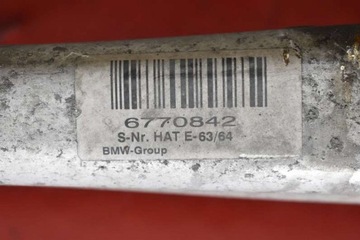 6770842
S-Nr. HAT E-63/64
BMW-Group